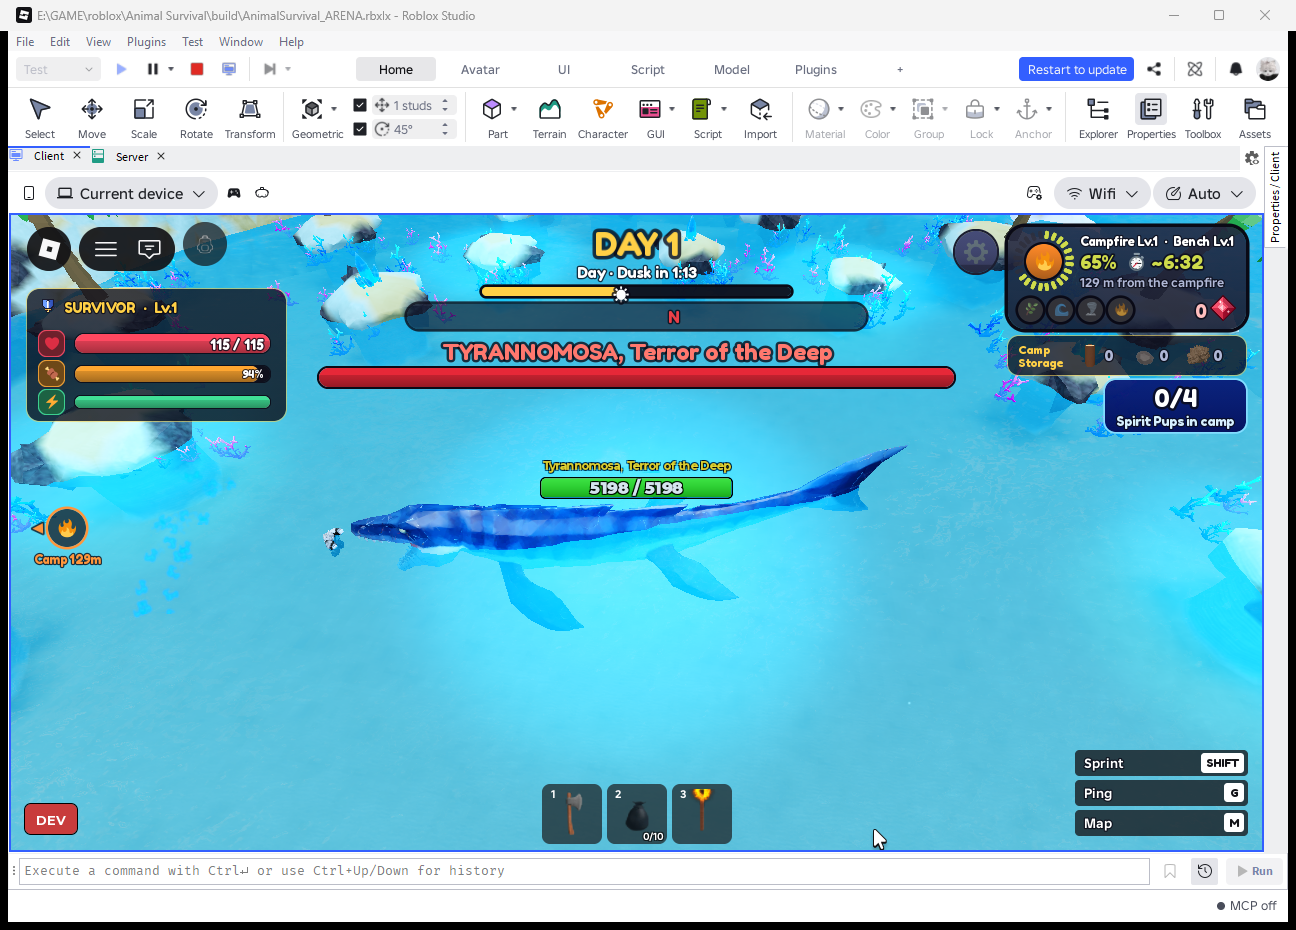 E:\GAME\roblox\Animal Survival\build\AnimalSurvival_ARENA.rbxlx - Roblox Studio
File Edit View Plugins Test Window Help
Test
Home Avatar UI Script Model Plugins +
Restart to update
1 studs
45°
Select Move Scale Rotate Transform Geometric Part Terrain Character GUI Script Import Material Color Group Lock Anchor Explorer Properties Toolbox Assets
Client Server
Properties / Client
Current device
Wifi Auto
DAY 1
Day · Dusk in 1:13
N
TYRANNOMOSA, Terror of the Deep
SURVIVOR · Lv.1
115 / 115
94%
Campfire Lv.1 · Bench Lv.1
65% ~6:32
129 m from the campfire
0
Camp
Storage
0 0 0
0/4
Spirit Pups in camp
Tyrannomosa, Terror of the Deep
5198 / 5198
Camp 129m
Sprint SHIFT
Ping G
Map M
DEV
1 2 3
0/10
Execute a command with Ctrl↵ or use Ctrl+Up/Down for history
Run
MCP off